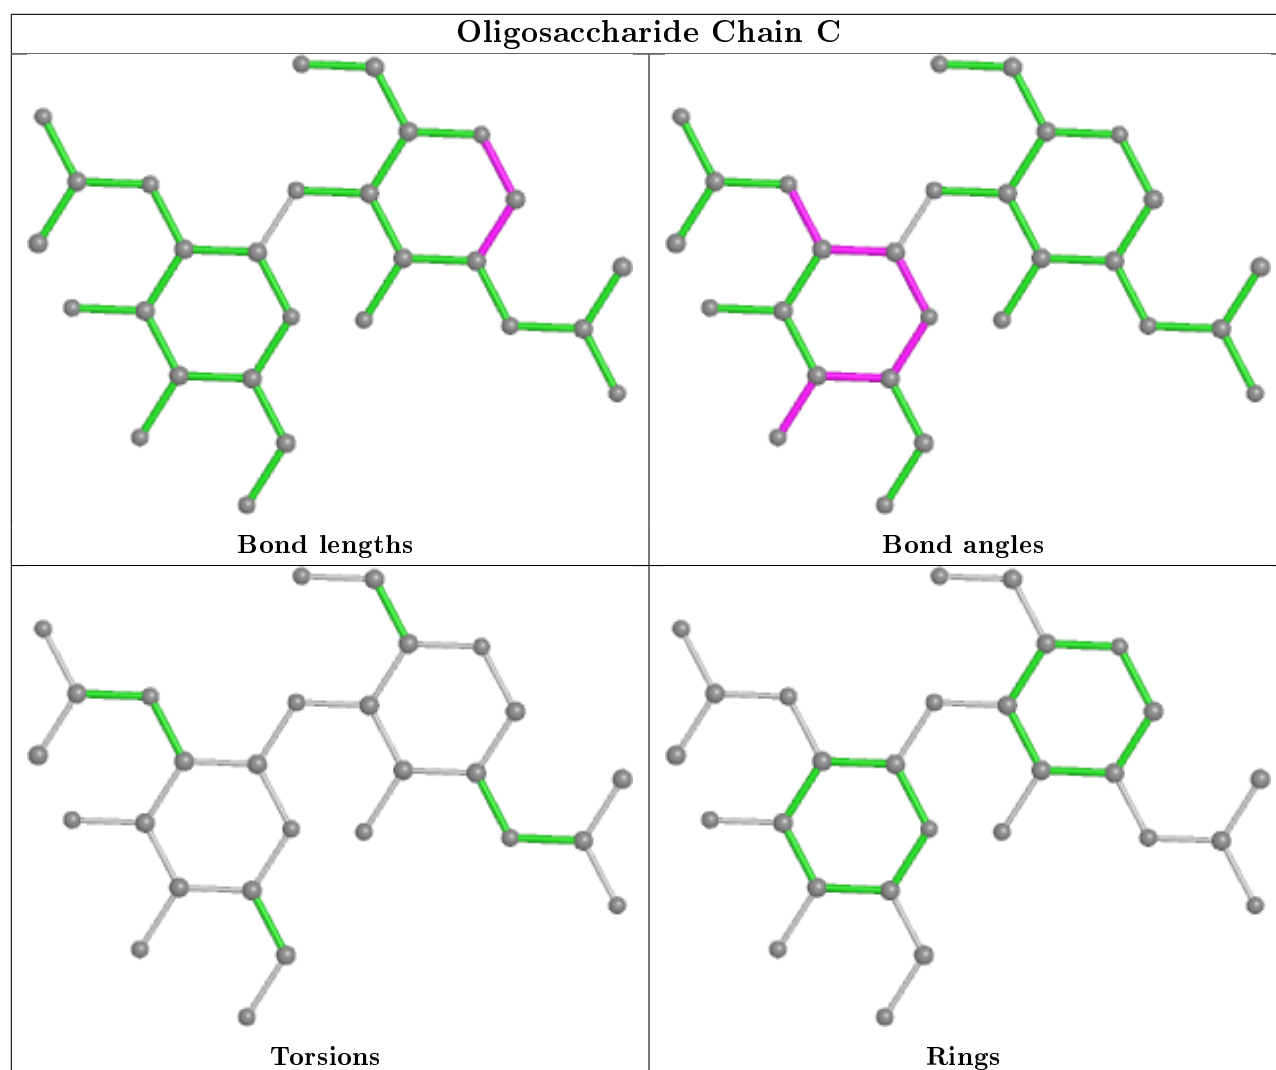 Oligosaccharide Chain C
Bond lengths
Bond angles
Torsions
Rings